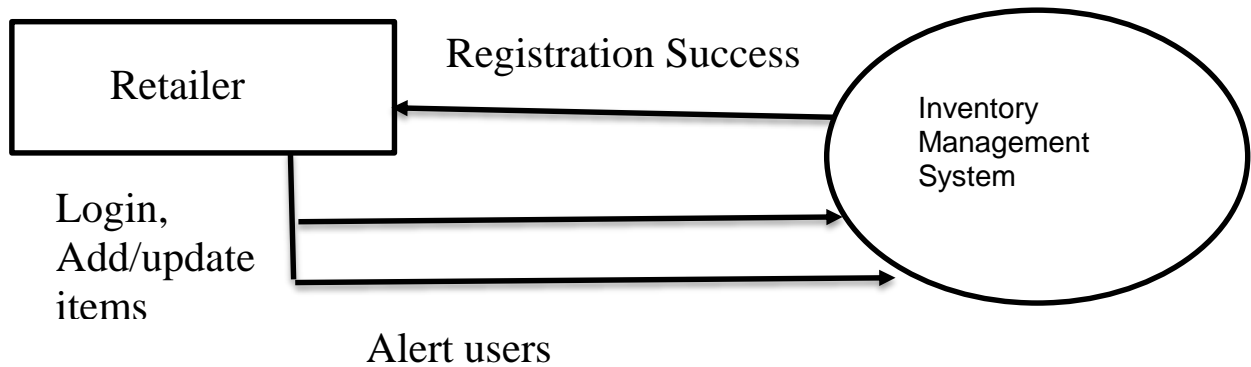 Retailer
Registration Success
Inventory
Management
System
Login,
Add/update
items
Alert users